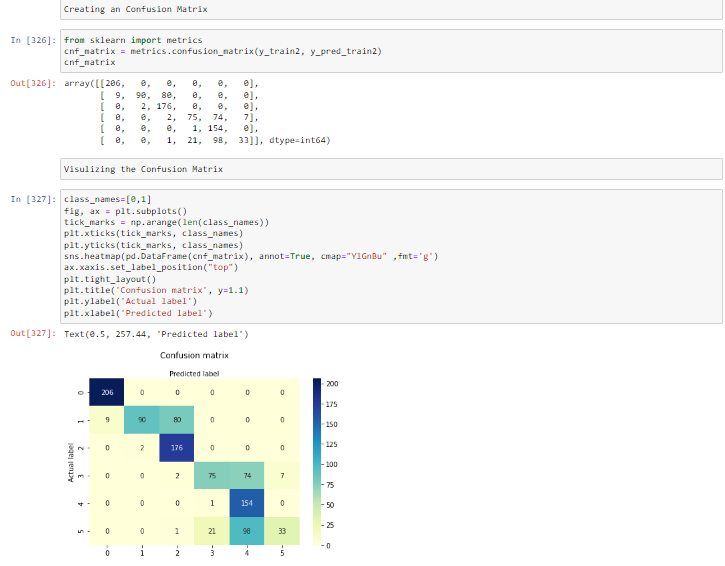 Creating an Confusion Matrix
In [326]: from sklearn import metrics
cnf_matrix = metrics.confusion_matrix(y_train2, y_pred_train2)
cnf_matrix
Out[326]: array([[206, 0, 0, 0, 0, 0],
[ 9, 90, 80, 0, 0, 0],
[ 0, 2, 176, 0, 0, 0],
[ 0, 0, 2, 75, 74, 7],
[ 0, 0, 0, 1, 154, 0],
[ 0, 0, 1, 21, 98, 33]], dtype=int64)
Visulizing the Confusion Matrix
In [327]: class_names=[0,1]
fig, ax = plt.subplots()
tick_marks = np.arange(len(class_names))
plt.xticks(tick_marks, class_names)
plt.yticks(tick_marks, class_names)
sns.heatmap(pd.DataFrame(cnf_matrix), annot=True, cmap="YlGnBu" ,fmt='g')
ax.xaxis.set_label_position("top")
plt.tight_layout()
plt.title('Confusion matrix', y=1.1)
plt.ylabel('Actual label')
plt.xlabel('Predicted label')
Out[327]: Text(0.5, 257.44, 'Predicted label')
Confusion matrix
Predicted label
Actual label
0 206 0 0 0 0 0
1 9 90 80 0 0 0
2 0 2 176 0 0 0
3 0 0 2 75 74 7
4 0 0 0 1 154 0
5 0 0 1 21 98 33
0 1 2 3 4 5
200
175
150
125
100
75
50
25
0